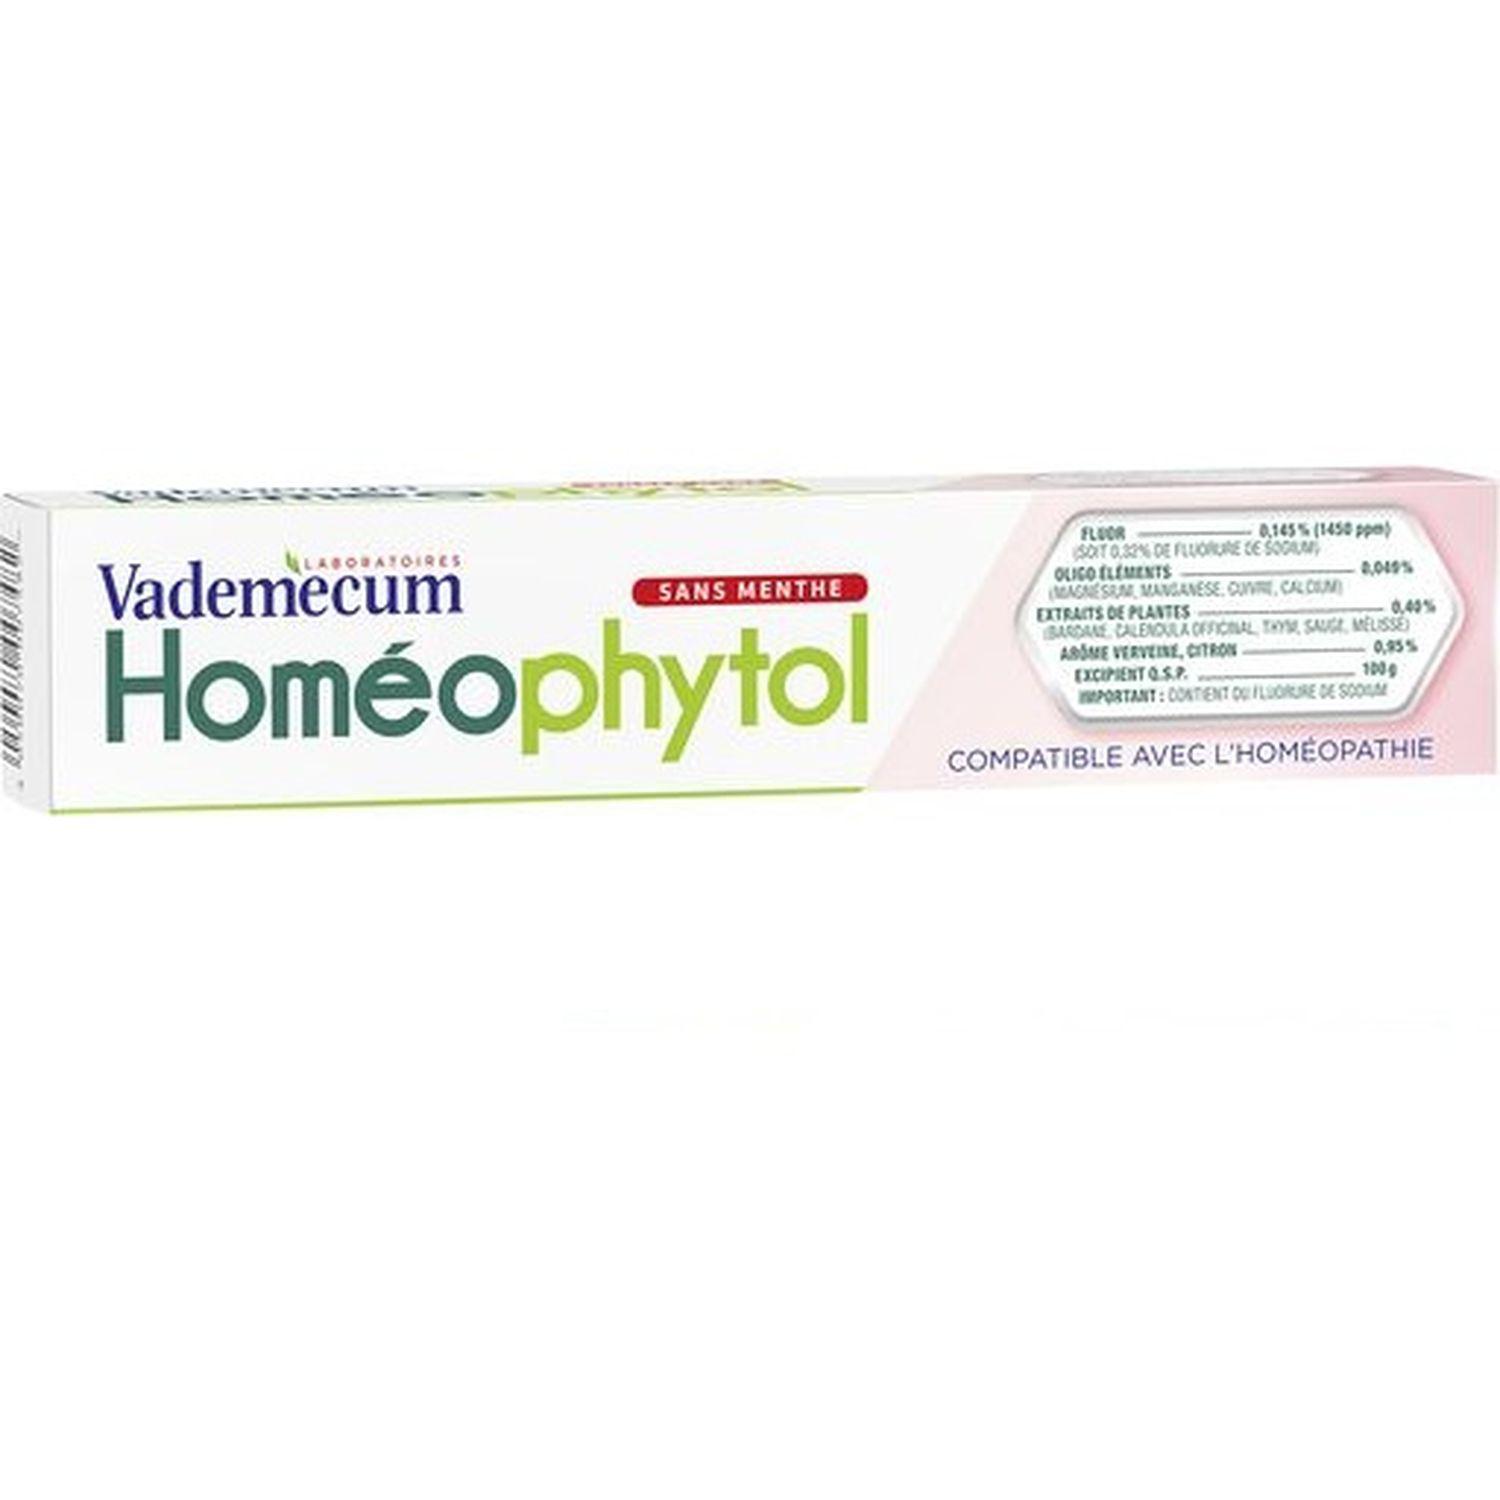 LABORATOIRES
Vademecum
SANS MENTHE
Homéophytol
FLUOR 0,145% (1450 ppm)
(SOIT 0,32% DE FLUORURE DE SODIUM)
OLIGO ÉLÉMENTS 0,049%
(MAGNÉSIUM, MANGANÈSE, CUIVRE, CALCIUM)
EXTRAITS DE PLANTES 0,40%
(BARDANE, CALENDULA OFFICINAL, THYM, SAUGE, MÉLISSE)
ARÔME VERVEINE, CITRON 0,95%
EXCIPIENT Q.S.P. 100g
IMPORTANT : CONTIENT DU FLUORURE DE SODIUM
COMPATIBLE AVEC L'HOMÉOPATHIE